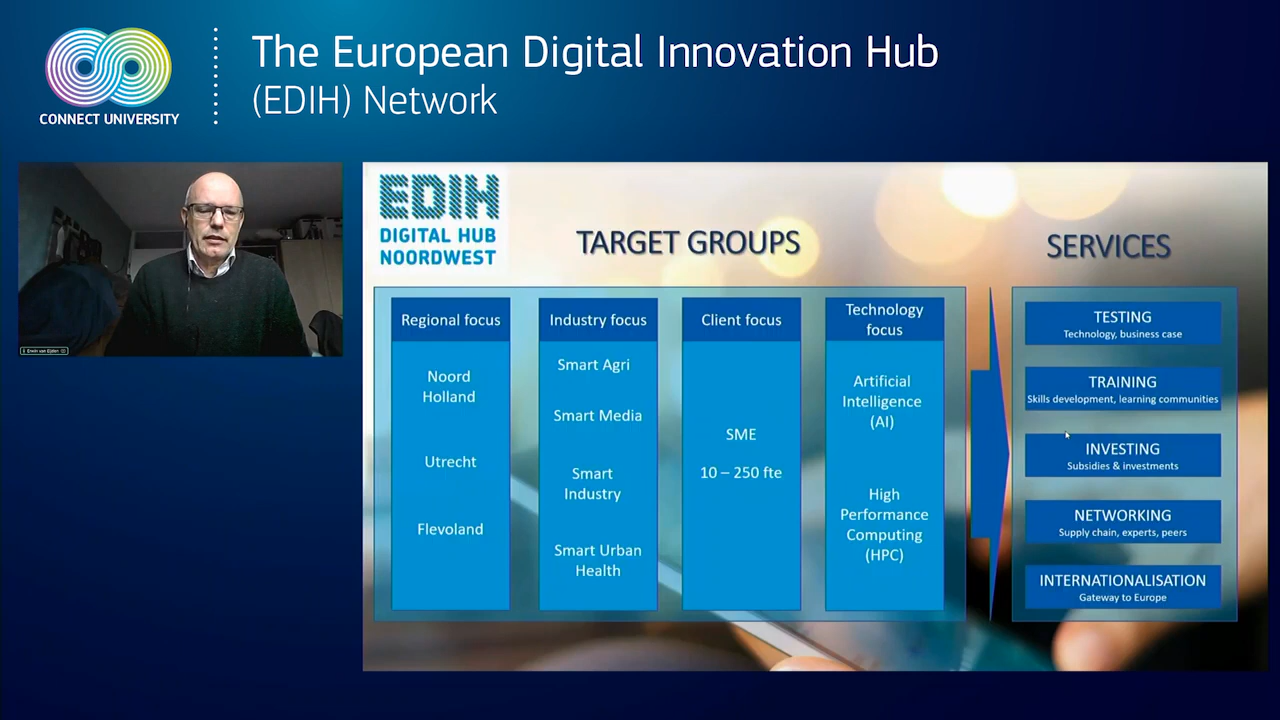 The European Digital Innovation Hub
(EDIH) Network
CONNECT UNIVERSITY
EDIH
DIGITAL HUB
NOORDWEST
TARGET GROUPS
SERVICES
Regional focus
Noord
Holland
Utrecht
Flevoland
Industry focus
Smart Agri
Smart Media
Smart
Industry
Smart Urban
Health
Client focus
SME
10 – 250 fte
Technology
focus
Artificial
Intelligence
(AI)
High
Performance
Computing
(HPC)
TESTING
Technology, business case
TRAINING
Skills development, learning communities
INVESTING
Subsidies & investments
NETWORKING
Supply chain, experts, peers
INTERNATIONALISATION
Gateway to Europe